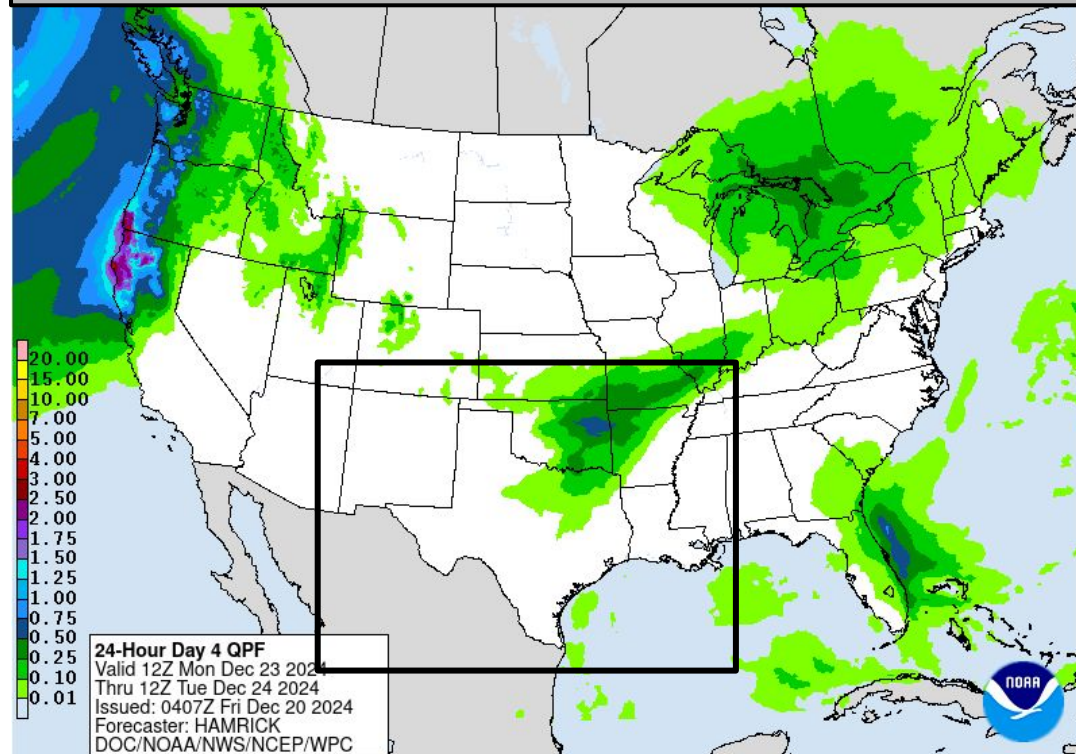 20.00
15.00
10.00
7.00
5.00
4.00
3.00
2.50
2.00
1.75
1.50
1.25
1.00
0.75
0.50
0.25
0.10
0.01
24-Hour Day 4 QPF
Valid 12Z Mon Dec 23 2024
Thru 12Z Tue Dec 24 2024
Issued: 0407Z Fri Dec 20 2024
Forecaster: HAMRICK
DOC/NOAA/NWS/NCEP/WPC
NOAA